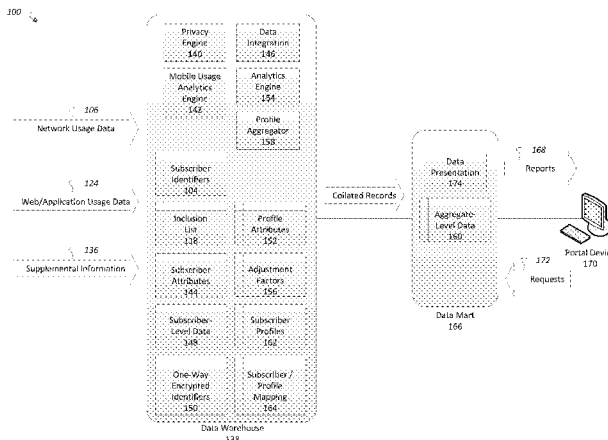 100
Privacy
Engine
140
Data
Integration
146
Mobile Usage
Analytics
Engine
142
Analytics
Engine
154
106
Network Usage Data
Profile
Aggregator
158
Subscriber
Identifiers
104
124
Web/Application Usage Data
Inclusion
List
118
Profile
Attributes
152
136
Supplemental Information
Subscriber
Attributes
144
Adjustment
Factors
156
Subscriber-
Level Data
148
Subscriber
Profiles
162
One-Way
Encrypted
Identifiers
150
Subscriber /
Profile
Mapping
164
Data Warehouse
138
Collated Records
Data
Presentation
174
Aggregate-
Level Data
160
Data Mart
166
168
Reports
Portal Devi
170
172
Requests